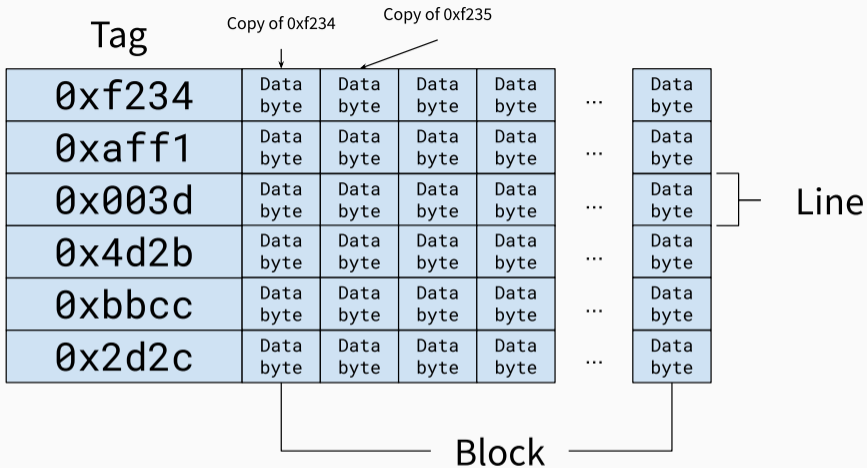 Tag
Copy of 0xf234
Copy of 0xf235
0xf234 Data byte Data byte Data byte Data byte ... Data byte
0xaff1 Data byte Data byte Data byte Data byte ... Data byte
0x003d Data byte Data byte Data byte Data byte ... Data byte
Line
0x4d2b Data byte Data byte Data byte Data byte ... Data byte
0xbbcc Data byte Data byte Data byte Data byte ... Data byte
0x2d2c Data byte Data byte Data byte Data byte ... Data byte
Block